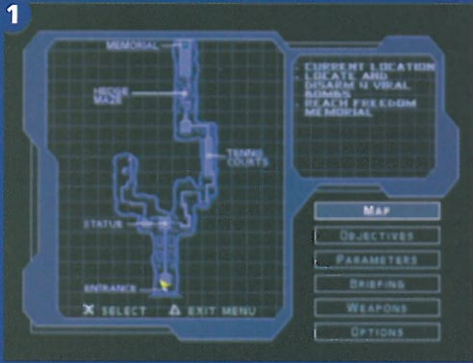 1
MEMORIAL
HEDGE
MAZE
TENNIS
COURTS
STATUE
ENTRANCE
X SELECT △ EXIT MENU
. CURRENT LOCATION
. LOCATE AND
DISARM 4 VIRAL
BOMBS
. REACH FREEDOM
MEMORIAL
MAP
OBJECTIVES
PARAMETERS
BRIEFING
WEAPONS
OPTIONS